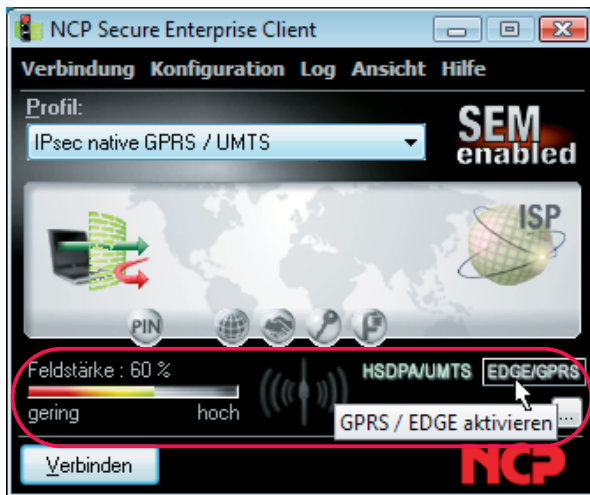 NCP Secure Enterprise Client
Verbindung Konfiguration Log Ansicht Hilfe
Profil:
IPsec native GPRS / UMTS
SEM
enabled
ISP
PIN
Feldstärke : 60 %
gering hoch
HSDPA/UMTS EDGE/GPRS
GPRS / EDGE aktivieren
...
Verbinden
NCP